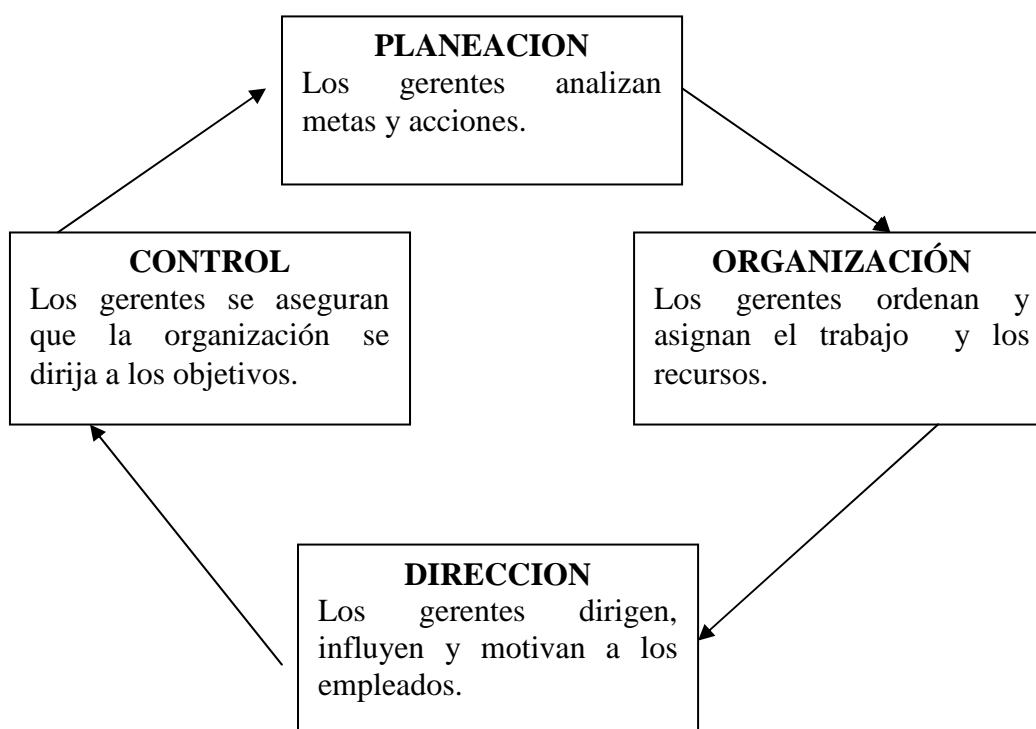 PLANEACION
Los gerentes analizan
metas y acciones.
CONTROL
Los gerentes se aseguran
que la organización se
dirija a los objetivos.
ORGANIZACIÓN
Los gerentes ordenan y
asignan el trabajo y los
recursos.
DIRECCION
Los gerentes dirigen,
influyen y motivan a los
empleados.